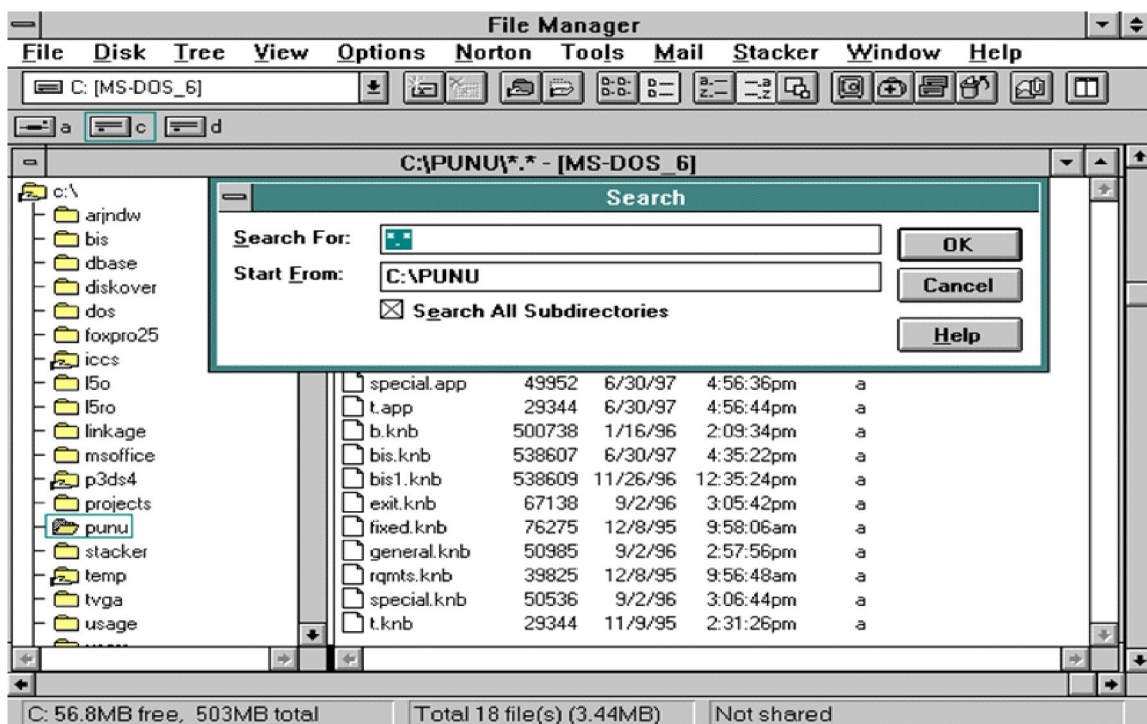 File Manager
File Disk Tree View Options Norton Tools Mail Stacker Window Help
C: [MS-DOS_6]
a c d
C:\PUNU\*.* - [MS-DOS_6]
c:\
arjndw
bis
dbase
diskover
dos
foxpro25
iccs
l5o
l5ro
linkage
msoffice
p3ds4
projects
punu
stacker
temp
tvga
usage
Search
Search For: *.*
Start From: C:\PUNU
Search All Subdirectories
OK
Cancel
Help
special.app 49952 6/30/97 4:56:36pm a
t.app 29344 6/30/97 4:56:44pm a
b.knb 500738 1/16/96 2:09:34pm a
bis.knb 538607 6/30/97 4:35:22pm a
bis1.knb 538609 11/26/96 12:35:24pm a
exit.knb 67138 9/2/96 3:05:42pm a
fixed.knb 76275 12/8/95 9:58:06am a
general.knb 50985 9/2/96 2:57:56pm a
rqmts.knb 39825 12/8/95 9:56:48am a
special.knb 50536 9/2/96 3:06:44pm a
t.knb 29344 11/9/95 2:31:26pm a
C: 56.8MB free, 503MB total Total 18 file(s) (3.44MB) Not shared